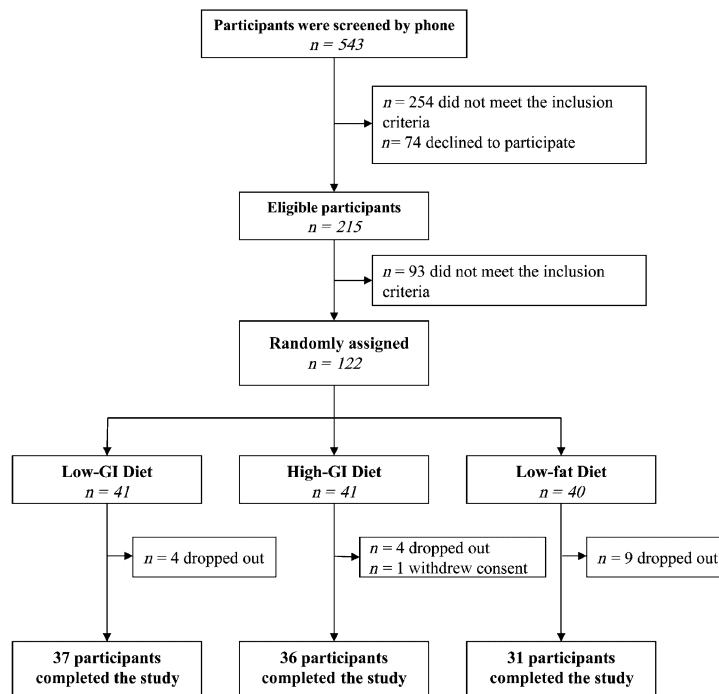 Participants were screened by phone
n = 543
n = 254 did not meet the inclusion
criteria
n= 74 declined to participate
Eligible participants
n = 215
n = 93 did not meet the inclusion
criteria
Randomly assigned
n = 122
Low-GI Diet
n = 41
High-GI Diet
n = 41
Low-fat Diet
n = 40
n = 4 dropped out
n = 4 dropped out
n = 1 withdrew consent
n = 9 dropped out
37 participants
completed the study
36 participants
completed the study
31 participants
completed the study